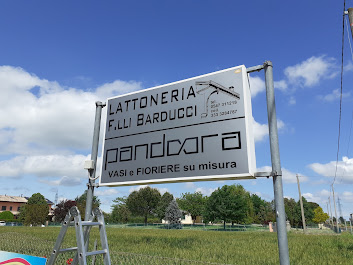 LATTONERIA
F.LLI BARDUCCI
pandora
VASI e FIORIERE su misura